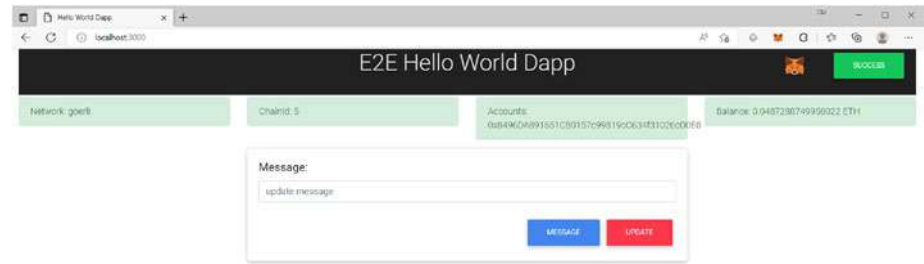 Hello World Dapp
localhost:3000
E2E Hello World Dapp
SUCCESS
Network: goerli
ChainId: 5
Accounts:
Message:
update message
MESSAGE
UPDATE